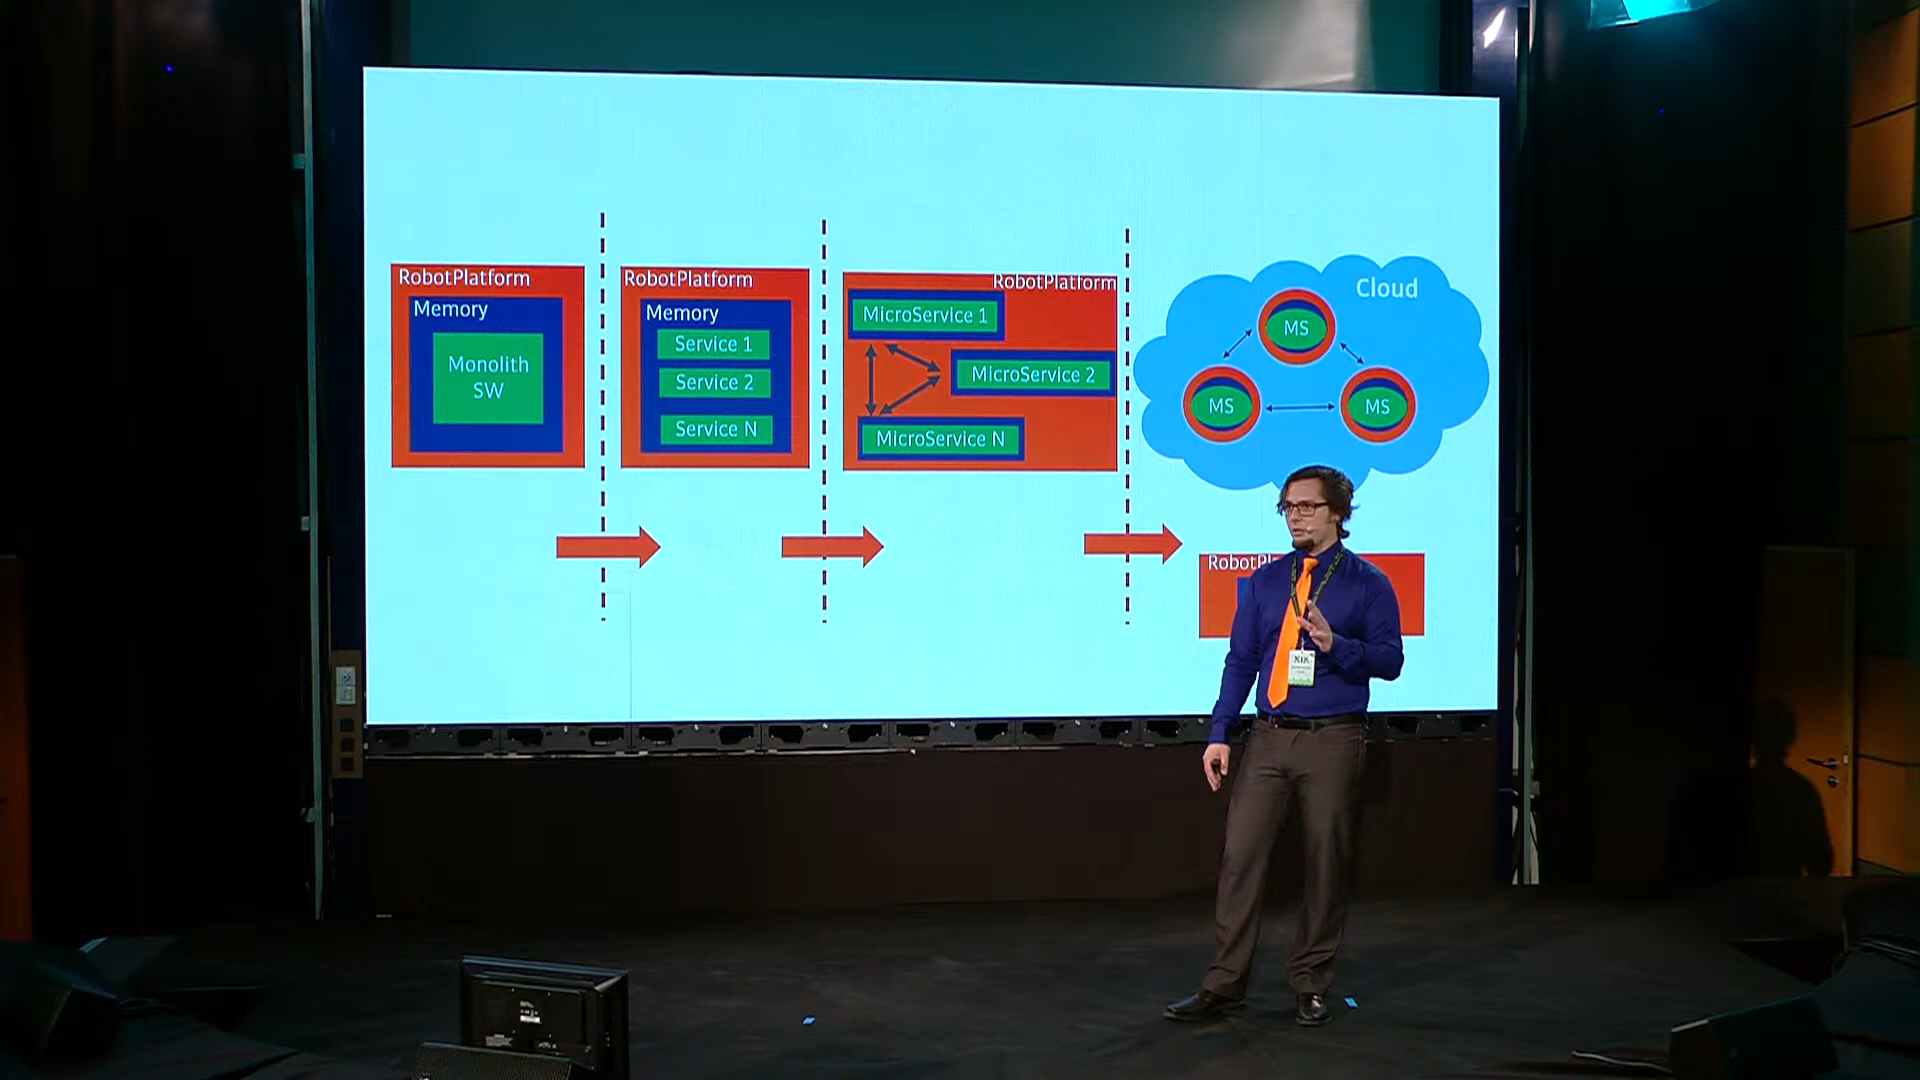 RobotPlatform
Memory
Monolith
SW
RobotPlatform
Memory
Service 1
Service 2
Service N
RobotPlatform
MicroService 1
MicroService 2
MicroService N
Cloud
MS
MS
MS